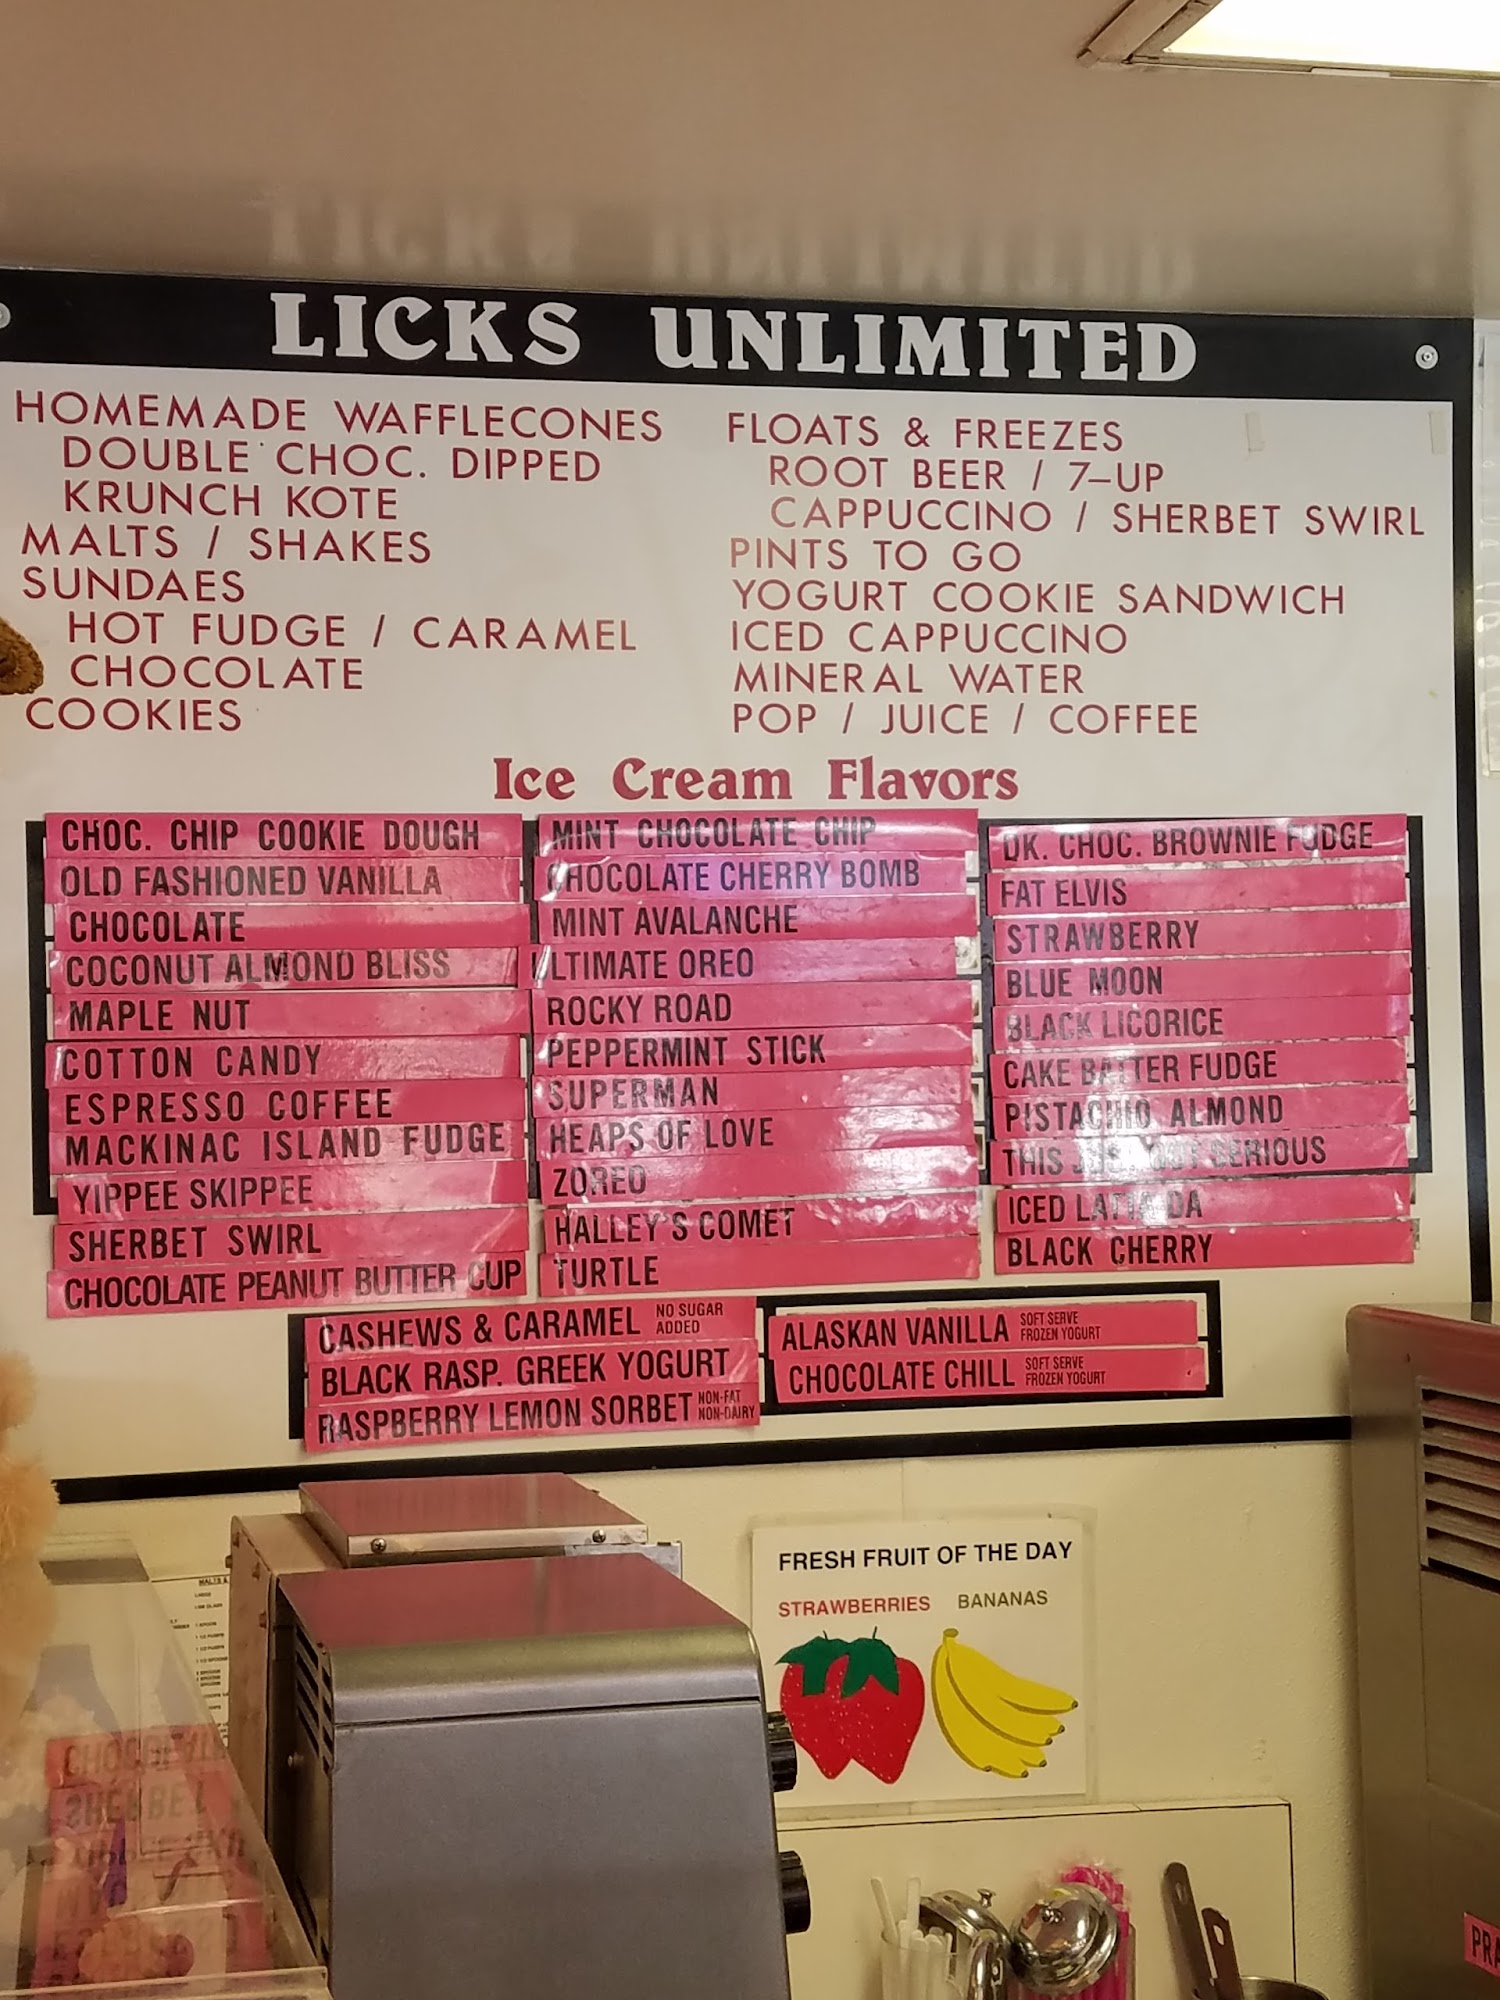 LICKS UNLIMITED
HOMEMADE WAFFLECONES
DOUBLE CHOC. DIPPED
KRUNCH KOTE
MALTS / SHAKES
SUNDAES
HOT FUDGE / CARAMEL
CHOCOLATE
COOKIES
FLOATS & FREEZES
ROOT BEER / 7-UP
CAPPUCCINO / SHERBET SWIRL
PINTS TO GO
YOGURT COOKIE SANDWICH
ICED CAPPUCCINO
MINERAL WATER
POP / JUICE / COFFEE
Ice Cream Flavors
CHOC. CHIP COOKIE DOUGH
OLD FASHIONED VANILLA
CHOCOLATE
COCONUT ALMOND BLISS
MAPLE NUT
COTTON CANDY
ESPRESSO COFFEE
MACKINAC ISLAND FUDGE
YIPPEE SKIPPEE
SHERBET SWIRL
CHOCOLATE PEANUT BUTTER CUP
MINT CHOCOLATE CHIP
CHOCOLATE CHERRY BOMB
MINT AVALANCHE
ULTIMATE OREO
ROCKY ROAD
PEPPERMINT STICK
SUPERMAN
HEAPS OF LOVE
ZOREO
HALLEY'S COMET
TURTLE
DK. CHOC. BROWNIE FUDGE
FAT ELVIS
STRAWBERRY
BLUE MOON
BLACK LICORICE
CAKE BATTER FUDGE
PISTACHIO ALMOND
THIS JUST GOT SERIOUS
ICED LATTA DA
BLACK CHERRY
CASHEWS & CARAMEL NO SUGAR ADDED
BLACK RASP. GREEK YOGURT
RASPBERRY LEMON SORBET NON-FAT NON-DAIRY
ALASKAN VANILLA SOFT SERVE FROZEN YOGURT
CHOCOLATE CHILL SOFT SERVE FROZEN YOGURT
FRESH FRUIT OF THE DAY
STRAWBERRIES BANANAS